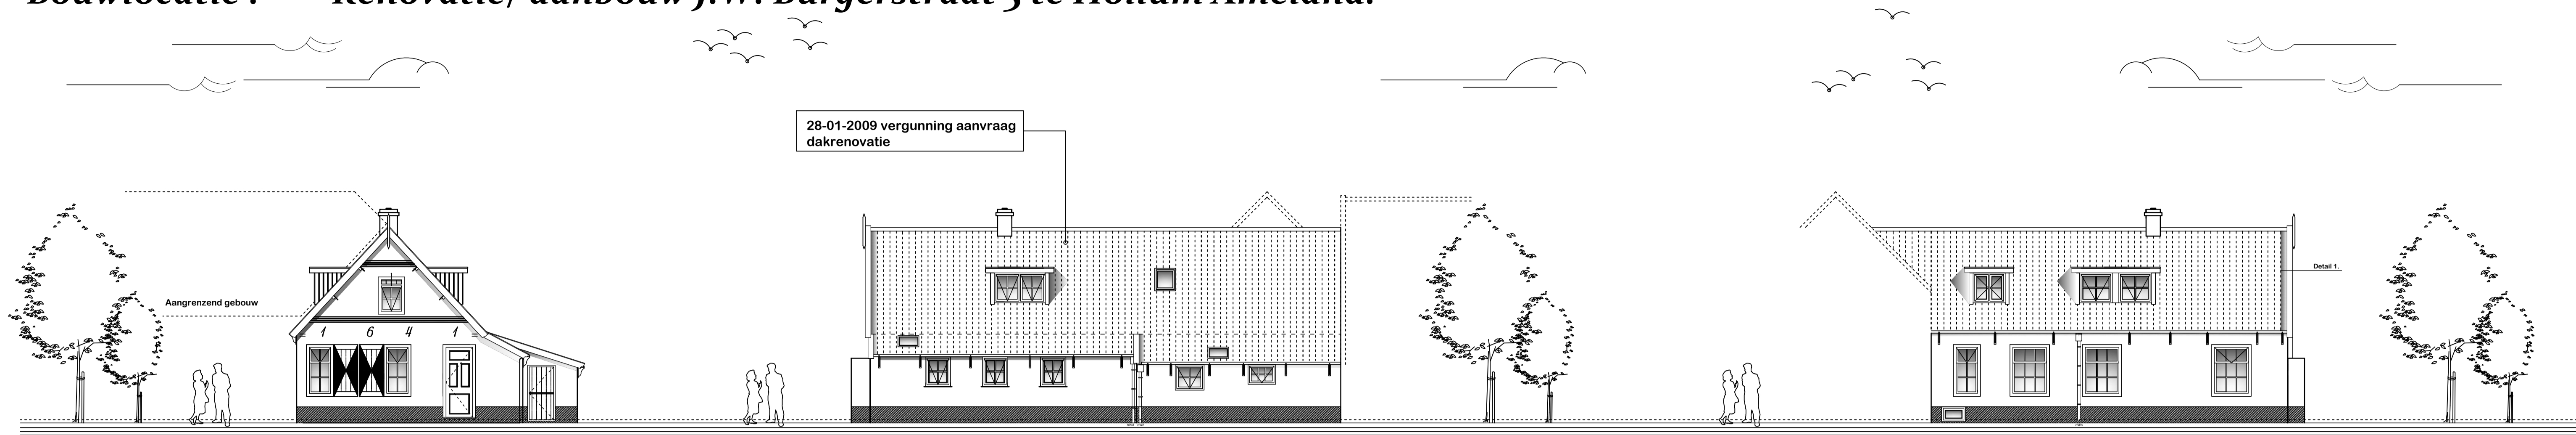 Bouwlocatie : Renovatie/ aanbouw J.W. Burgerstraat 5 te Hollum Ameland.
28-01-2009 vergunning aanvraag
dakrenovatie
Aangrenzend gebouw
Detail 1.
1 6 4 1